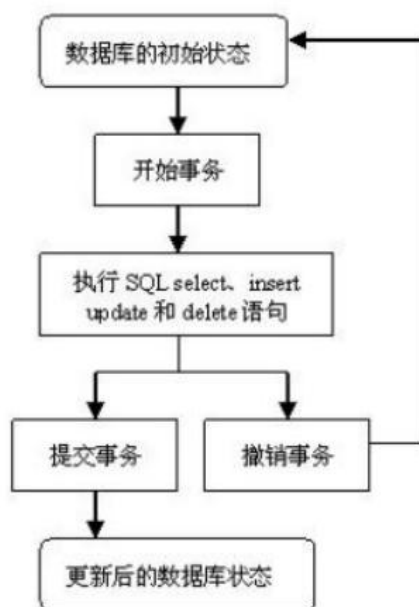 数据库的初始状态
开始事务
执行 SQL select、insert
update 和 delete 语句
提交事务
撤销事务
更新后的数据库状态